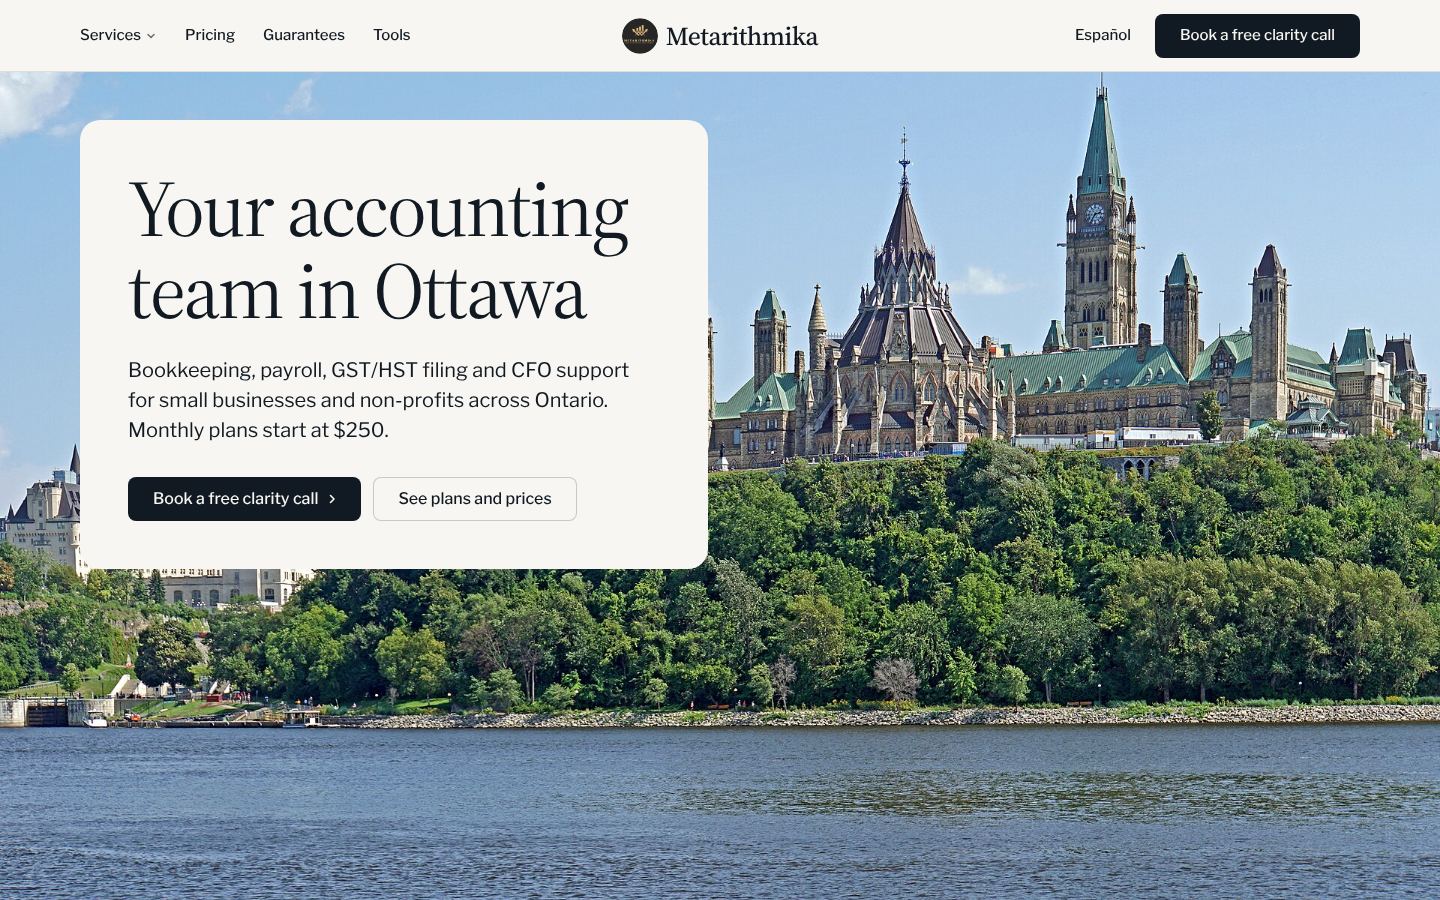 Services
Pricing
Guarantees
Tools
METARITHMIKA
Metarithmika
Español
Book a free clarity call
Your accounting
team in Ottawa
Bookkeeping, payroll, GST/HST filing and CFO support
for small businesses and non-profits across Ontario.
Monthly plans start at $250.
Book a free clarity call
See plans and prices